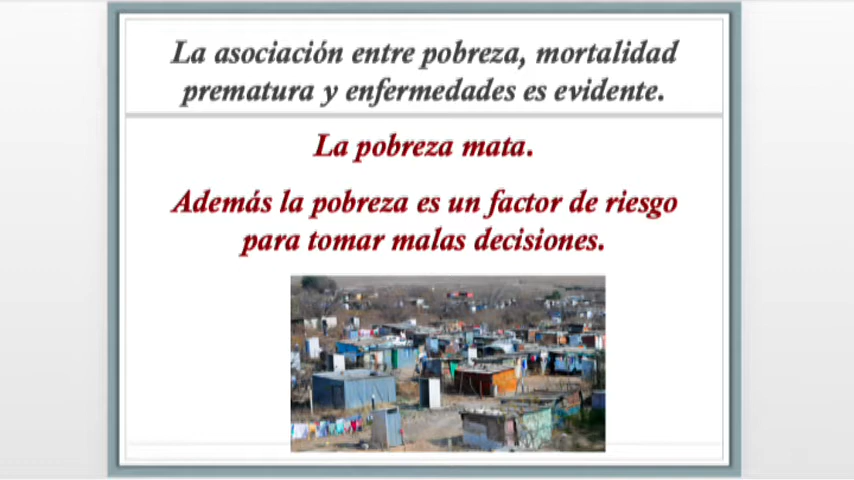 La asociación entre pobreza, mortalidad
prematura y enfermedades es evidente.
La pobreza mata.
Además la pobreza es un factor de riesgo
para tomar malas decisiones.